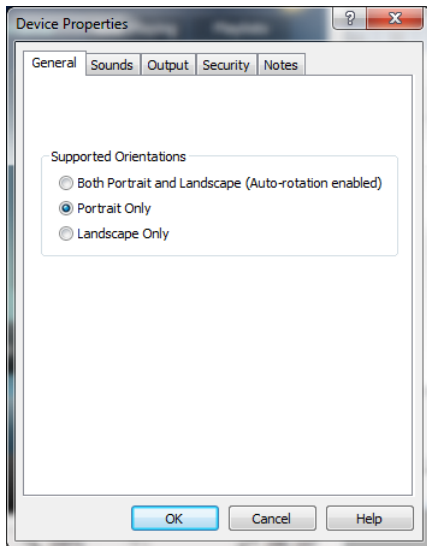 Device Properties
General Sounds Output Security Notes
Supported Orientations
Both Portrait and Landscape (Auto-rotation enabled)
Portrait Only
Landscape Only
OK Cancel Help